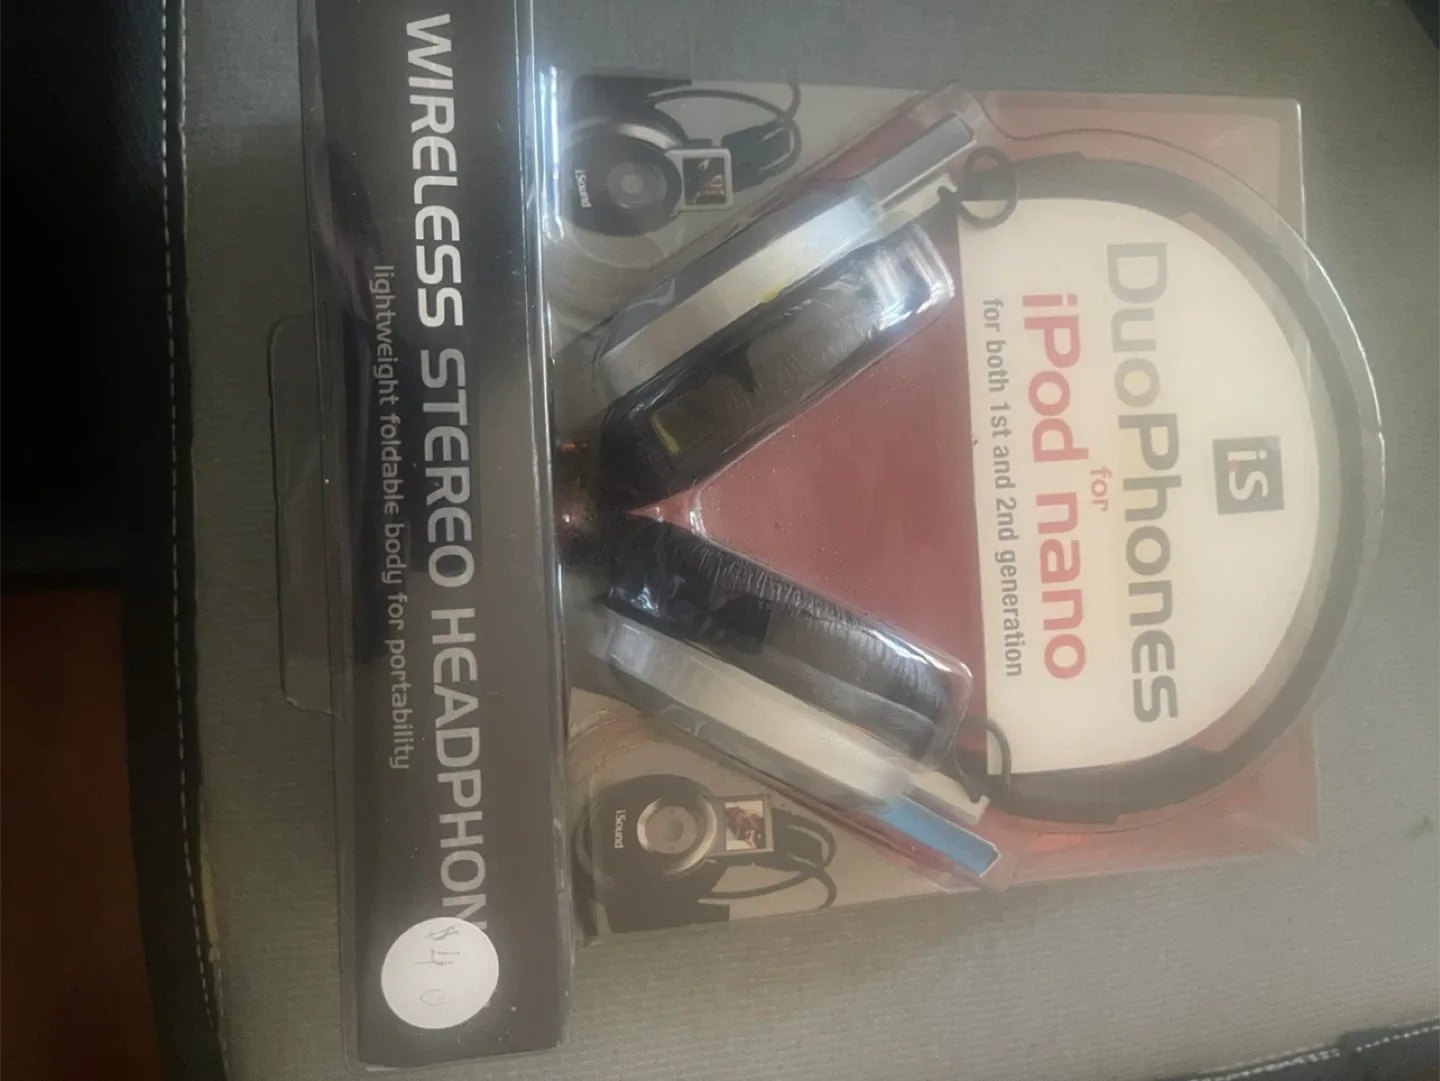 i.S
DuoPhones
for
iPod nano
for both 1st and 2nd generation
iSound
iSound
WIRELESS STEREO HEADPHON
lightweight foldable body for portability
$40